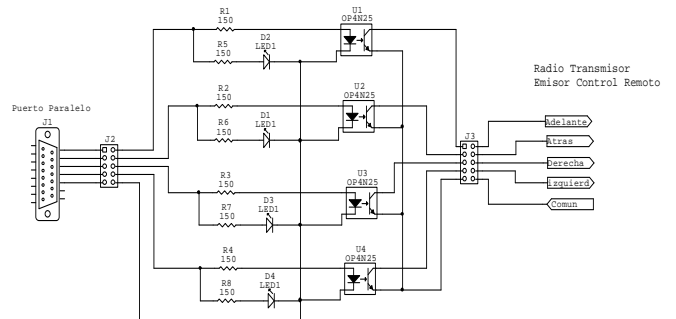 R1
150
U1
OP4N25
R5
150
D2
LED1
Radio Transmisor
Emisor Control Remoto
R2
150
U2
OP4N25
R6
150
D1
LED1
Puerto Paralelo
J1
J2
J3
Adelante
Atras
Derecha
izquierd
Comun
R3
150
U3
OP4N25
R7
150
D3
LED1
R4
150
U4
OP4N25
R8
150
D4
LED1